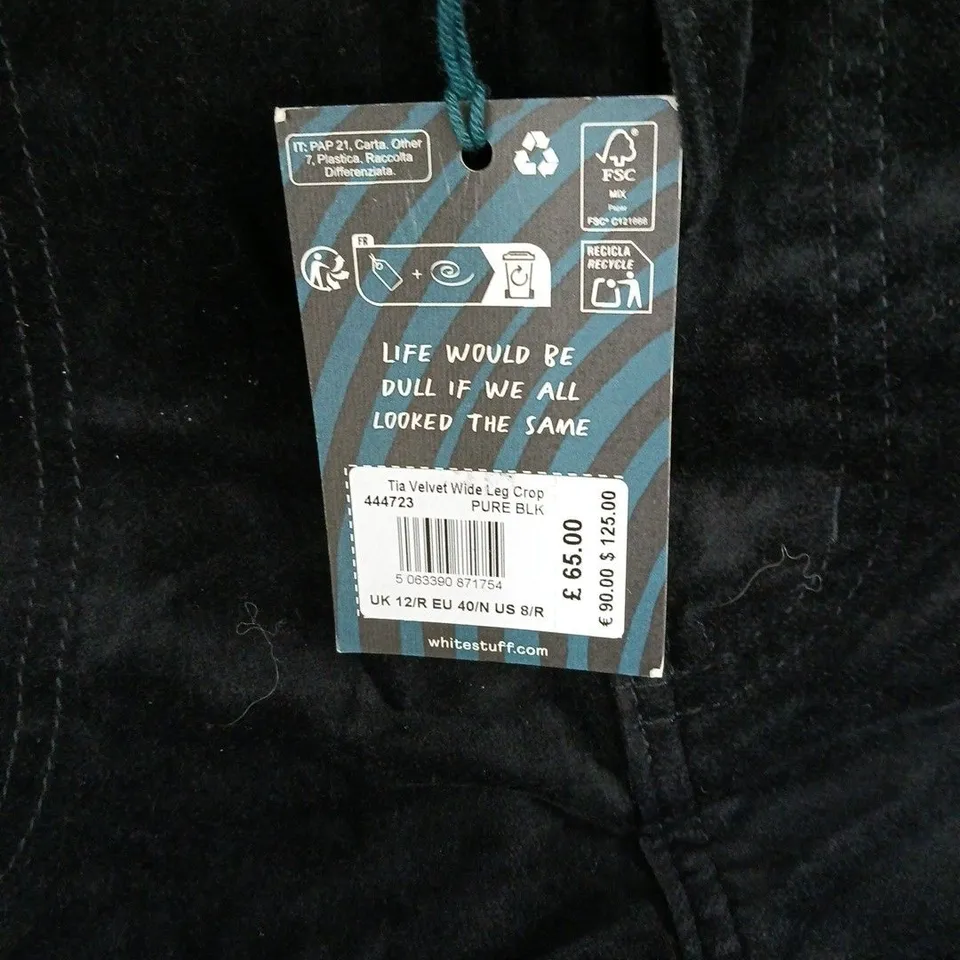 IT: PAP 21, Carta. Other
7, Plastica. Raccolta
Differenziata.
FSC
MIX
Paper
FSC® C121068
FR
+
RECICLA
RECYCLE
LIFE WOULD BE
DULL IF WE ALL
LOOKED THE SAME
Tia Velvet Wide Leg Crop
444723 PURE BLK
5 063390 871754
UK 12/R EU 40/N US 8/R
£ 65.00
€ 90.00 $ 125.00
whitestuff.com